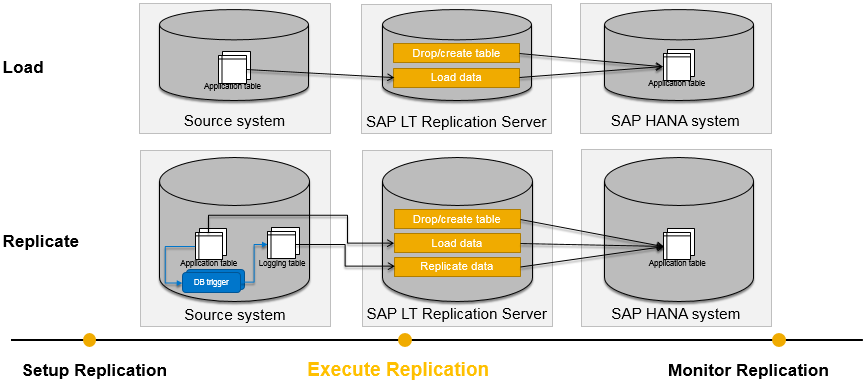 Load
Application table
Source system
Drop/create table
Load data
SAP LT Replication Server
Application table
SAP HANA system
Replicate
Application table
DB trigger
Logging table
Source system
Drop/create table
Load data
Replicate data
SAP LT Replication Server
Application table
SAP HANA system
Setup Replication
Execute Replication
Monitor Replication